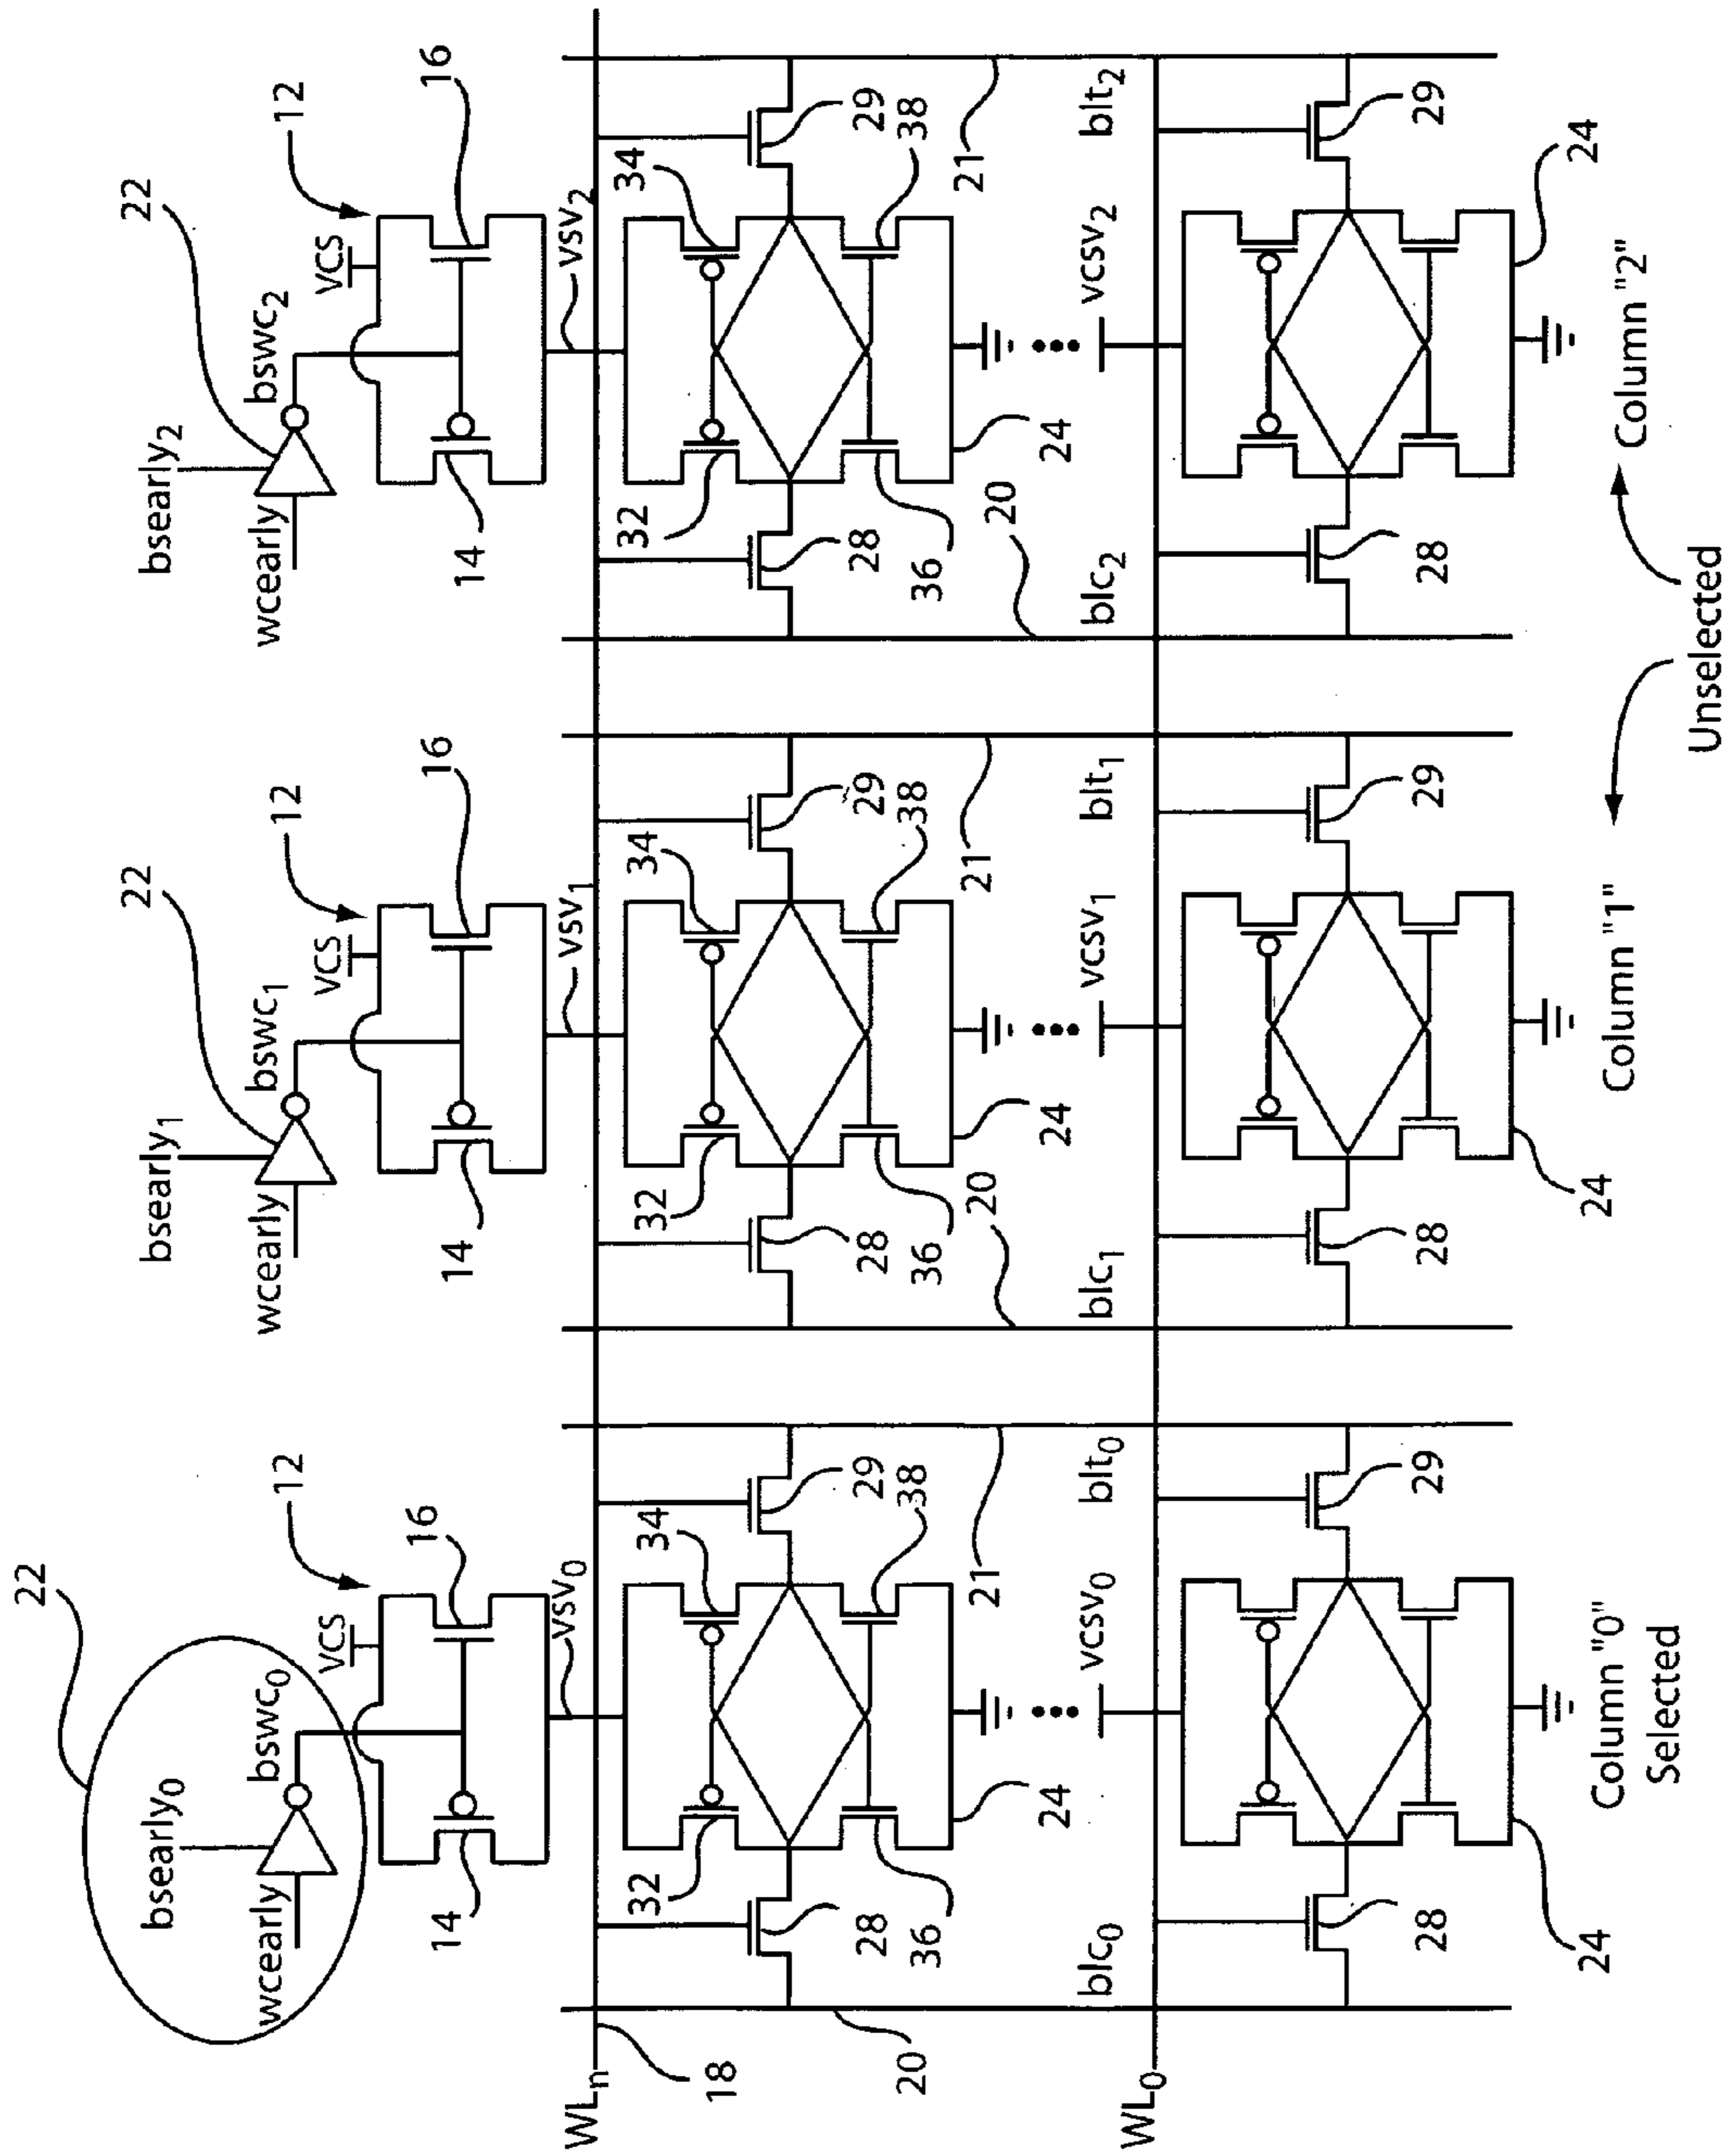 22
22
22
bsearly0
bsearly1
bsearly2
wcearly
bswc0
12
wcearly
bswc1
12
wcearly
bswc2
12
VCS
VCS
VCS
14
16
14
16
14
16
vsv0
vsv1
vsv2
WLn
32
34
32
34
32
34
18
28
29
28
29
28
29
20
36
38
36
38
36
38
21
20
21
20
21
24
24
24
blc0
vcsv0
blt0
blc1
vcsv1
blt1
blc2
vcsv2
blt2
WL0
28
29
28
29
28
29
24
24
24
Column "0"
Selected
Column "1"
Column "2"
Unselected